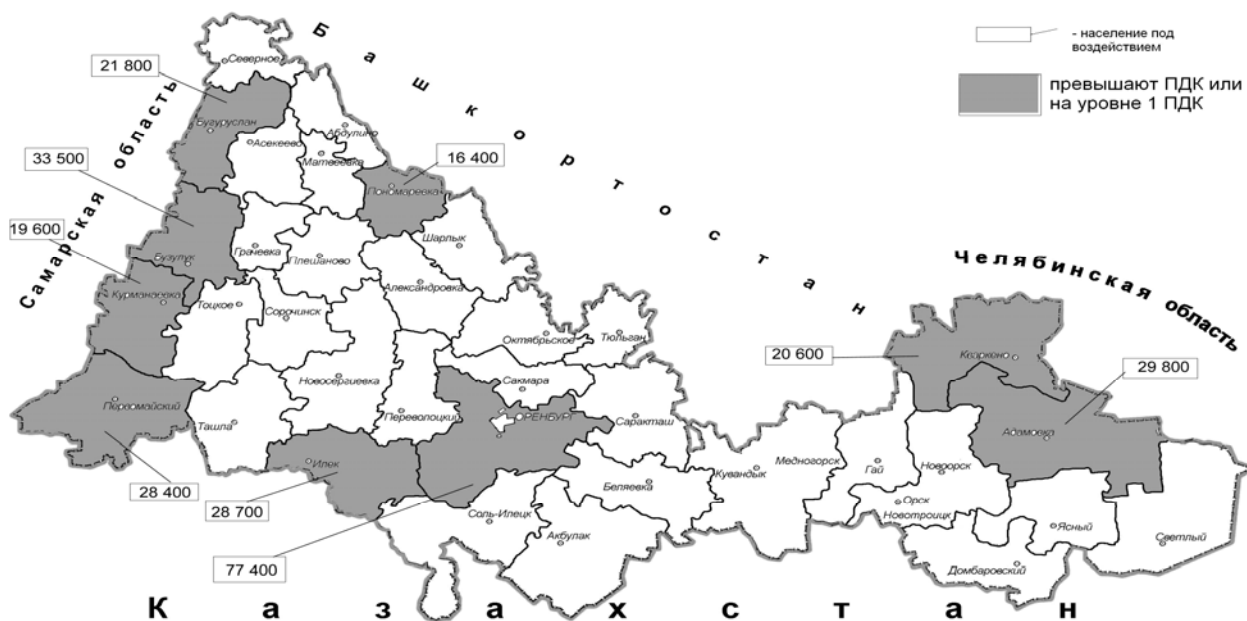 Башкортостан
- население под
воздействием
превышают ПДК или
на уровне 1 ПДК
Самарская область
Челябинская область
Казахстан
21 800
33 500
19 600
16 400
20 600
29 800
28 400
28 700
77 400
Северное
Бугуруслан
Абдулино
Асекеево
Матвеевка
Пономаревка
Шарлык
Грачевка
Плешаново
Бузулук
Александровка
Курманаевка
Тоцкое
Сорочинск
Октябрьское
Тюльган
Кваркено
Новосергиевка
Сакмара
Первомайский
Переволоцкий
ОРЕНБУРГ
Саракташ
Ташла
Адамовка
Илек
Беляевка
Кувандык
Медногорск
Гай
Новоорск
Орск
Новотроицк
Соль-Илецк
Акбулак
Ясный
Светлый
Домбаровский